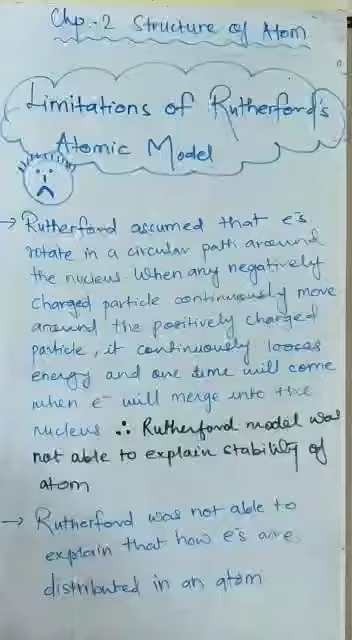 Chp.-2 Structure of Atom
Limitations of Rutherford's
Atomic Model
→ Rutherford assumed that e⁻s
rotate in a circular path around
the nucleus when any negatively
charged particle continuously move
around the positively charged
particle, it continuously looses
energy and one time will come
when e⁻ will merge into the
nucleus ∴ Rutherford model was
not able to explain stability of
atom
→ Rutherford was not able to
explain that how e⁻s are
distributed in an atom